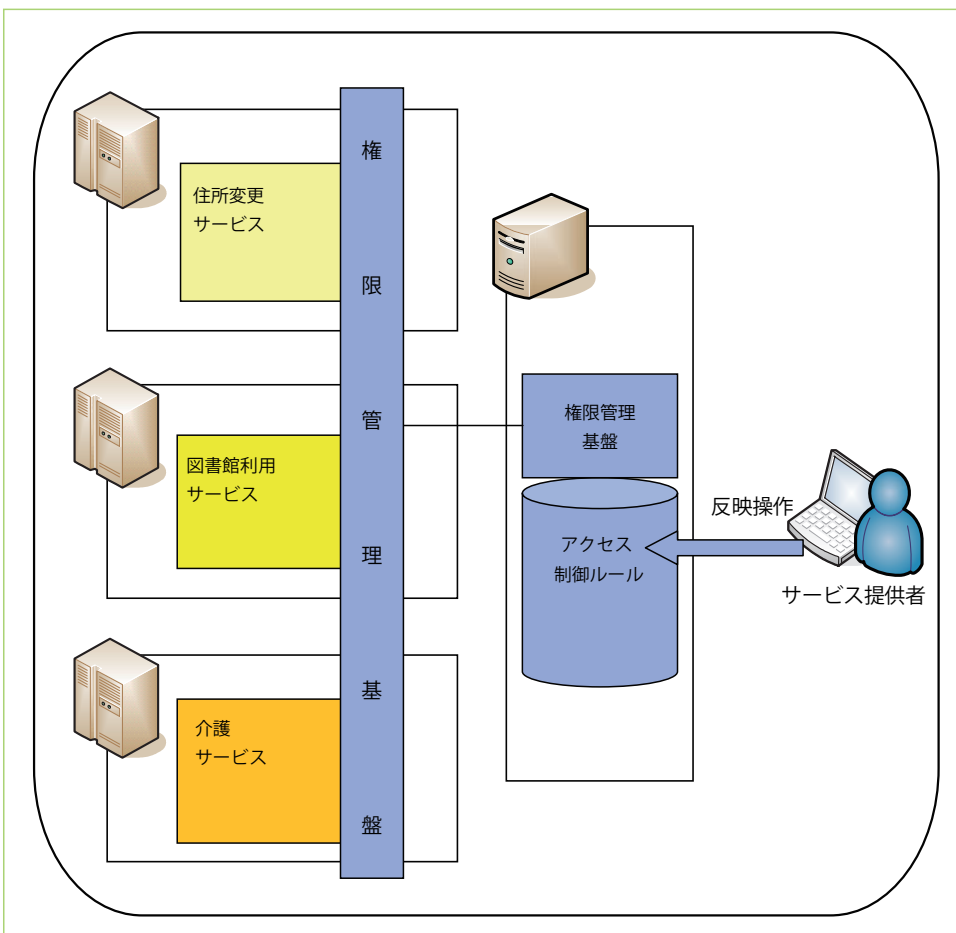 権限管理基盤
住所変更
サービス
図書館利用
サービス
介護
サービス
権限管理
基盤
アクセス
制御ルール
反映操作
サービス提供者